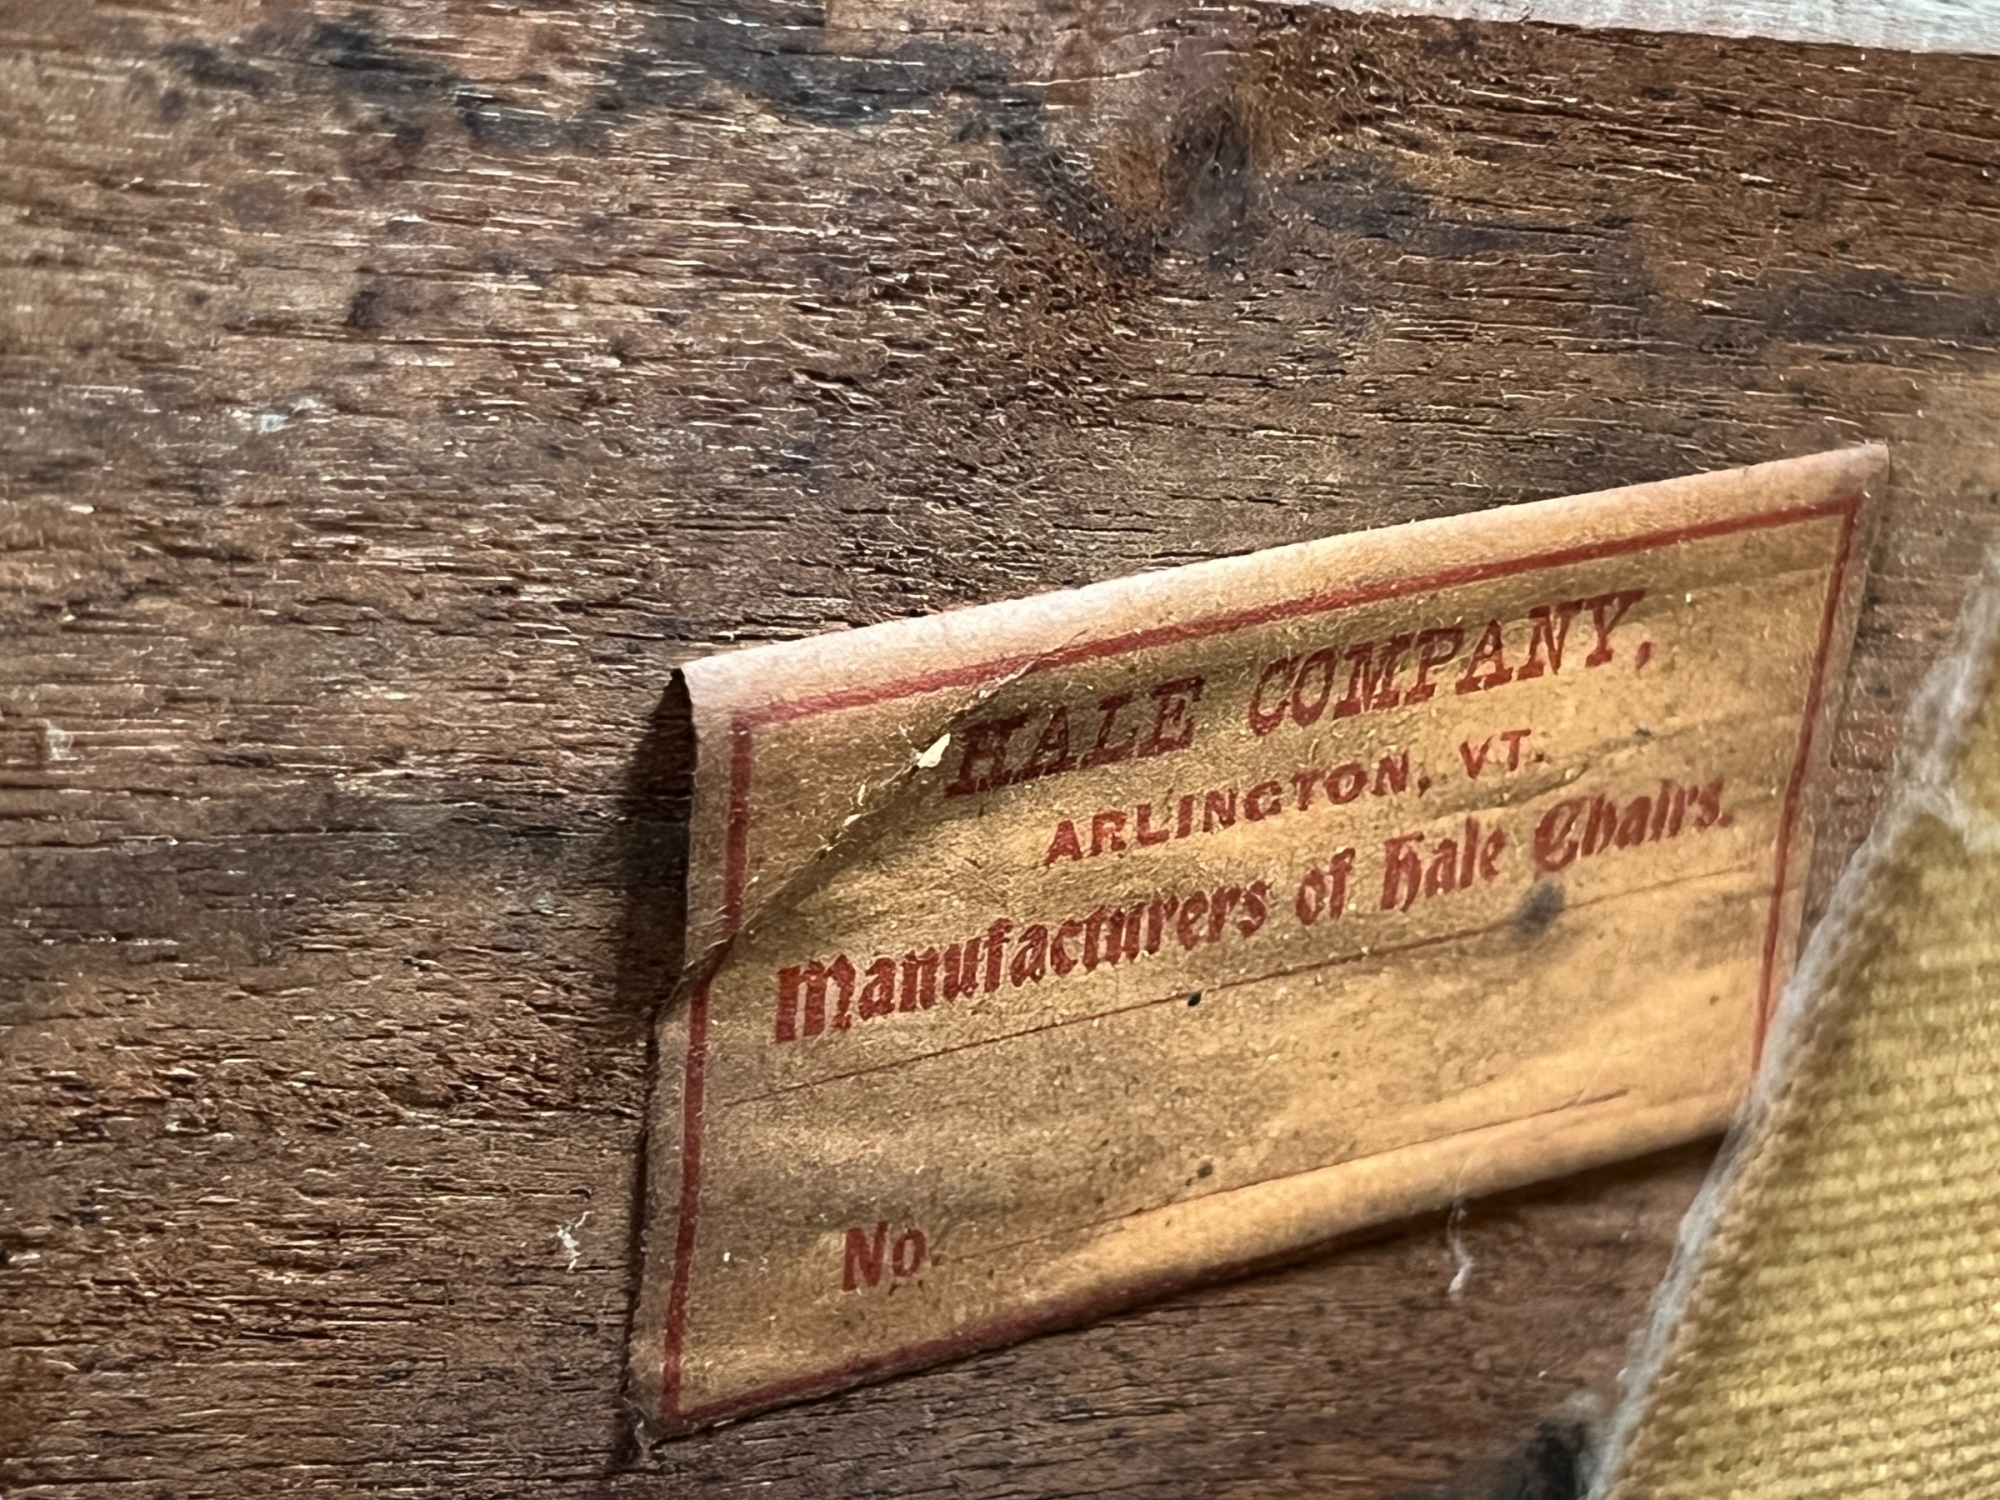 HALE COMPANY,
ARLINGTON, VT.
Manufacturers of Hale Chairs.
No.